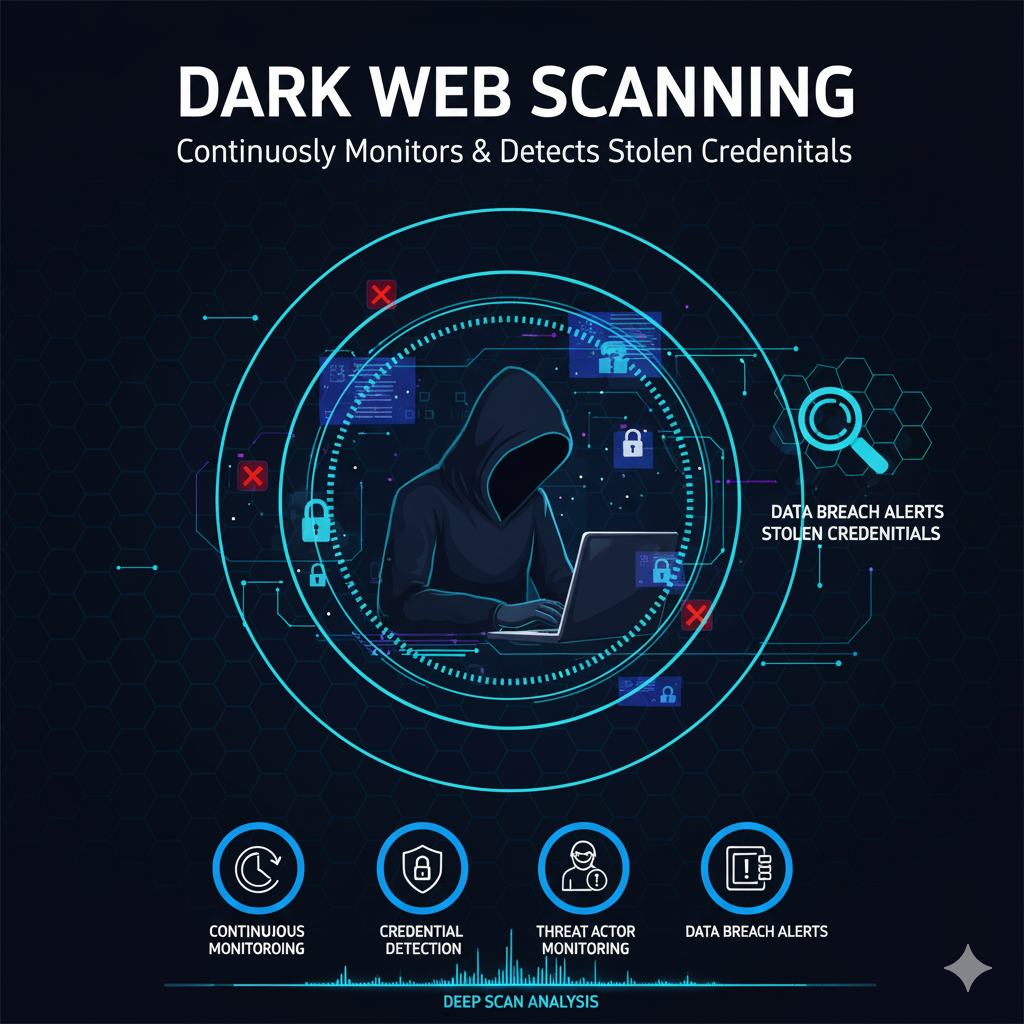 DARK WEB SCANNING
Continuosly Monitors & Detects Stolen Credenitals
DATA BREACH ALERTS
STOLEN CREDENITIALS
CONTINUJOUS
MONITOROING
CREDENTIAL
DETECTION
THREAT ACTOR
MONITORING
DATA BREACH ALERTS
DEEP SCAN ANALYSIS